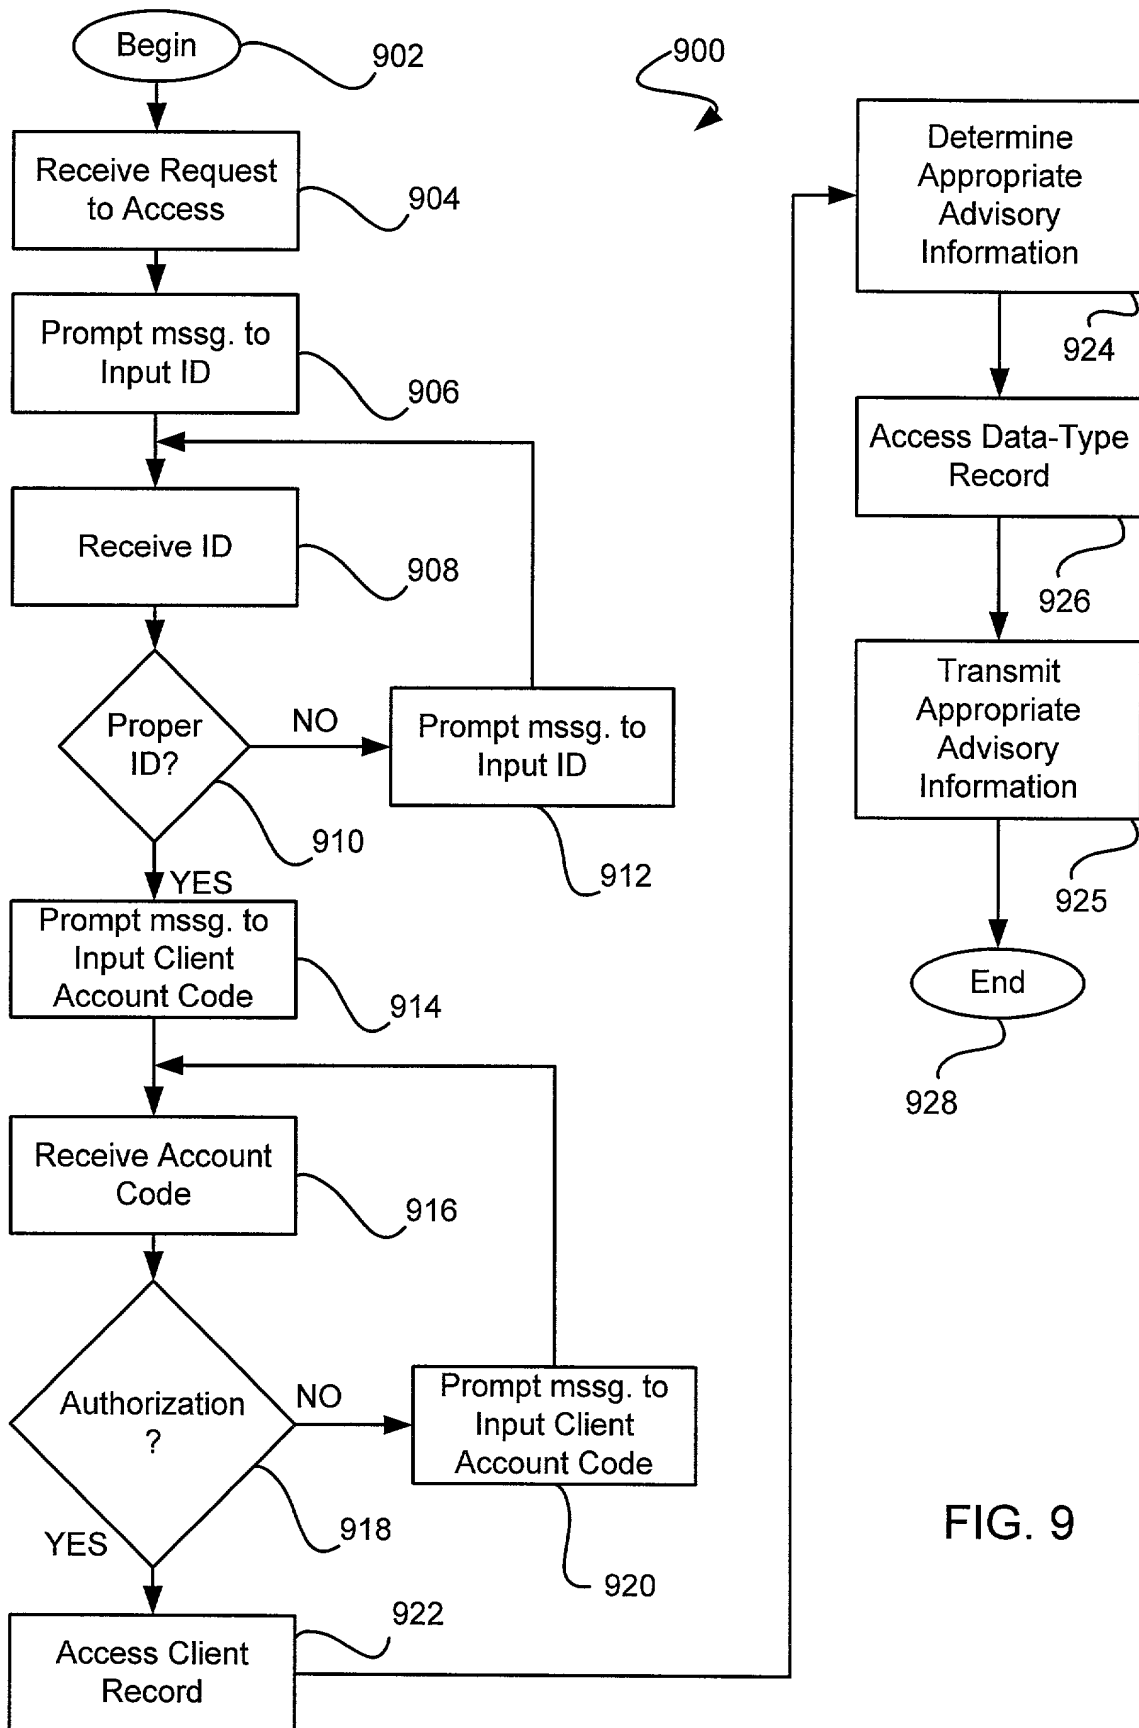 Begin
902
Receive Request
to Access
904
Prompt mssg. to
Input ID
906
Receive ID
908
Proper
ID?
910
NO
Prompt mssg. to
Input ID
912
YES
Prompt mssg. to
Input Client
Account Code
914
Receive Account
Code
916
Authorization
?
918
NO
Prompt mssg. to
Input Client
Account Code
920
YES
Access Client
Record
922
900
Determine
Appropriate
Advisory
Information
924
Access Data-Type
Record
926
Transmit
Appropriate
Advisory
Information
925
End
928
FIG. 9